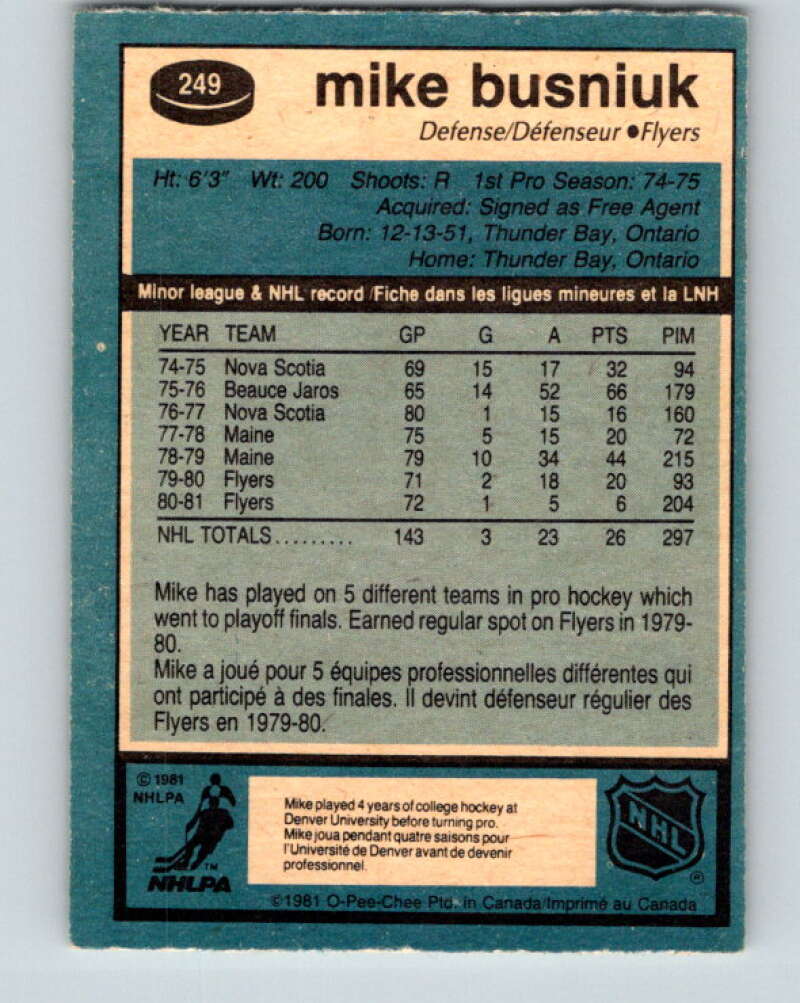 249
mike busniuk
Defense/Défenseur ●Flyers
Ht: 6'3" Wt: 200 Shoots: R 1st Pro Season: 74-75
Acquired: Signed as Free Agent
Born: 12-13-51, Thunder Bay, Ontario
Home: Thunder Bay, Ontario
Minor league & NHL record /Fiche dans les ligues mineures et la LNH
YEAR TEAM GP G A PTS PIM
74-75 Nova Scotia 69 15 17 32 94
75-76 Beauce Jaros 65 14 52 66 179
76-77 Nova Scotia 80 1 15 16 160
77-78 Maine 75 5 15 20 72
78-79 Maine 79 10 34 44 215
79-80 Flyers 71 2 18 20 93
80-81 Flyers 72 1 5 6 204
NHL TOTALS......... 143 3 23 26 297
Mike has played on 5 different teams in pro hockey which
went to playoff finals. Earned regular spot on Flyers in 1979-
80.
Mike a joué pour 5 équipes professionnelles différentes qui
ont participé à des finales. Il devint défenseur régulier des
Flyers en 1979-80.
© 1981
NHLPA
Mike played 4 years of college hockey at
Denver University before turning pro.
Mike joua pendant quatre saisons pour
l'Université de Denver avant de devenir
professionnel.
TM
NHLPA
NHL
®
©1981 O-Pee-Chee Ptd. in Canada/Imprimé au Canada